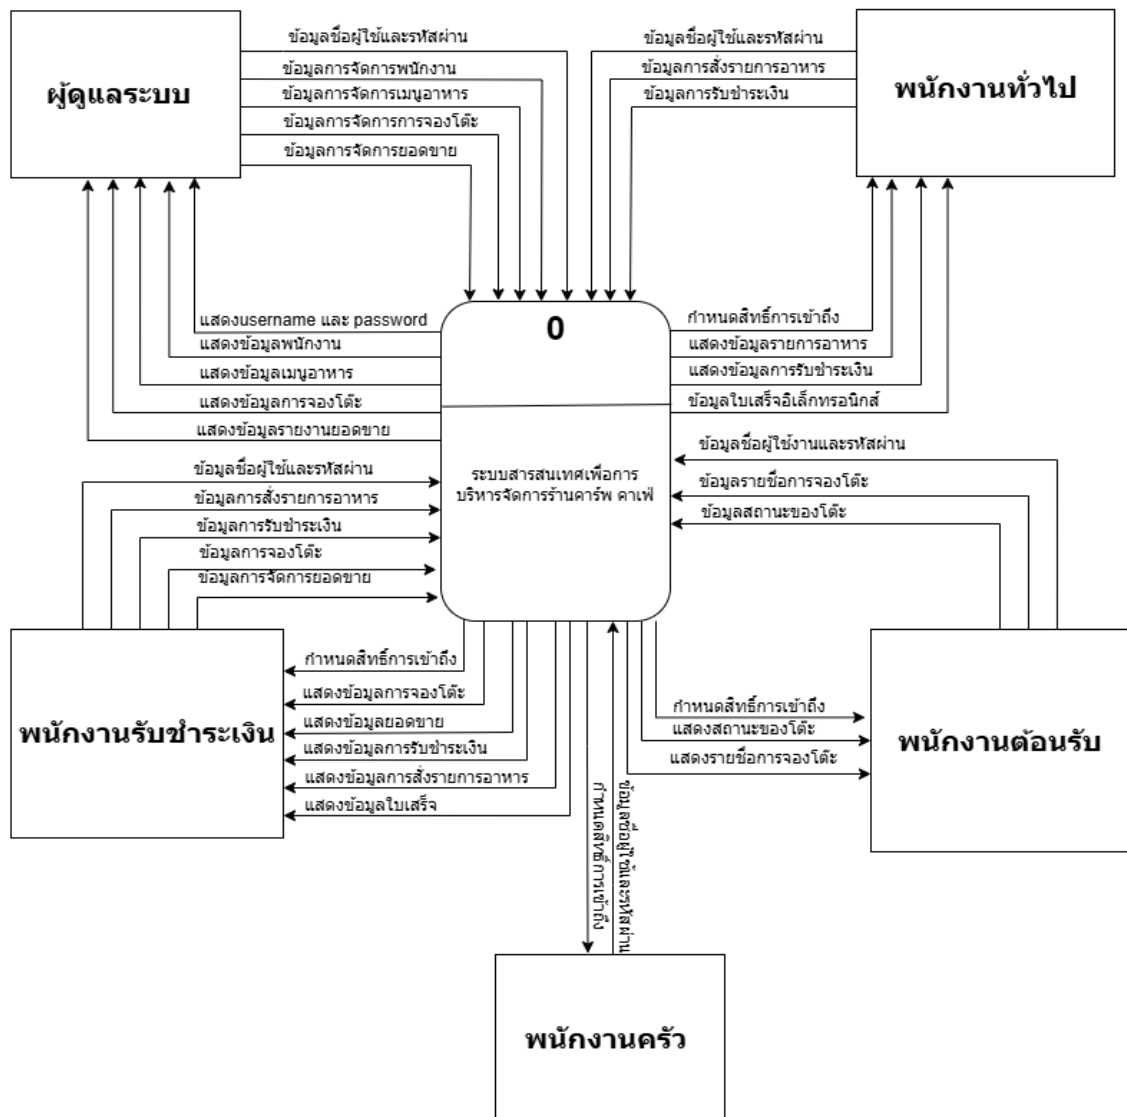 ผู้ดูแลระบบ
ข้อมูลชื่อผู้ใช้และรหัสผ่าน
ข้อมูลการจัดการพนักงาน
ข้อมูลการจัดการเมนูอาหาร
ข้อมูลการจัดการการจองโต๊ะ
ข้อมูลการจัดการยอดขาย
ข้อมูลชื่อผู้ใช้และรหัสผ่าน
ข้อมูลการสั่งรายการอาหาร
ข้อมูลการรับชำระเงิน
พนักงานทั่วไป
แสดงusername และ password
แสดงข้อมูลพนักงาน
แสดงข้อมูลเมนูอาหาร
แสดงข้อมูลการจองโต๊ะ
แสดงข้อมูลรายงานยอดขาย
0
ระบบสารสนเทศเพื่อการ
บริหารจัดการร้านคาร์พ คาเฟ่
กำหนดสิทธิ์การเข้าถึง
แสดงข้อมูลรายการอาหาร
แสดงข้อมูลการรับชำระเงิน
ข้อมูลใบเสร็จอิเล็กทรอนิกส์
ข้อมูลชื่อผู้ใช้และรหัสผ่าน
ข้อมูลการสั่งรายการอาหาร
ข้อมูลการรับชำระเงิน
ข้อมูลการจองโต๊ะ
ข้อมูลการจัดการยอดขาย
ข้อมูลชื่อผู้ใช้งานและรหัสผ่าน
ข้อมูลรายชื่อการจองโต๊ะ
ข้อมูลสถานะของโต๊ะ
พนักงานรับชำระเงิน
กำหนดสิทธิ์การเข้าถึง
แสดงข้อมูลการจองโต๊ะ
แสดงข้อมูลยอดขาย
แสดงข้อมูลการรับชำระเงิน
แสดงข้อมูลการสั่งรายการอาหาร
แสดงข้อมูลใบเสร็จ
กำหนดสิทธิ์การเข้าถึง
แสดงสถานะของโต๊ะ
แสดงรายชื่อการจองโต๊ะ
พนักงานต้อนรับ
กำหนดสิทธิ์การเข้าถึง
ข้อมูลชื่อผู้ใช้และรหัสผ่าน
พนักงานครัว